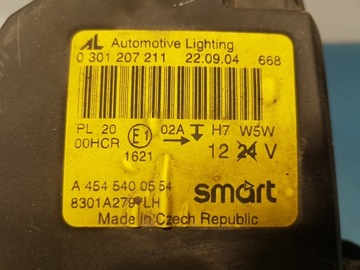 AL Automotive Lighting
0 301 207 211 22.09.04 668
PL 20 E1 02A H7 W5W
00HCR 1621 12 24 V
A 454 540 05 54 smart
8301A279 LH
Made in Czech Republic